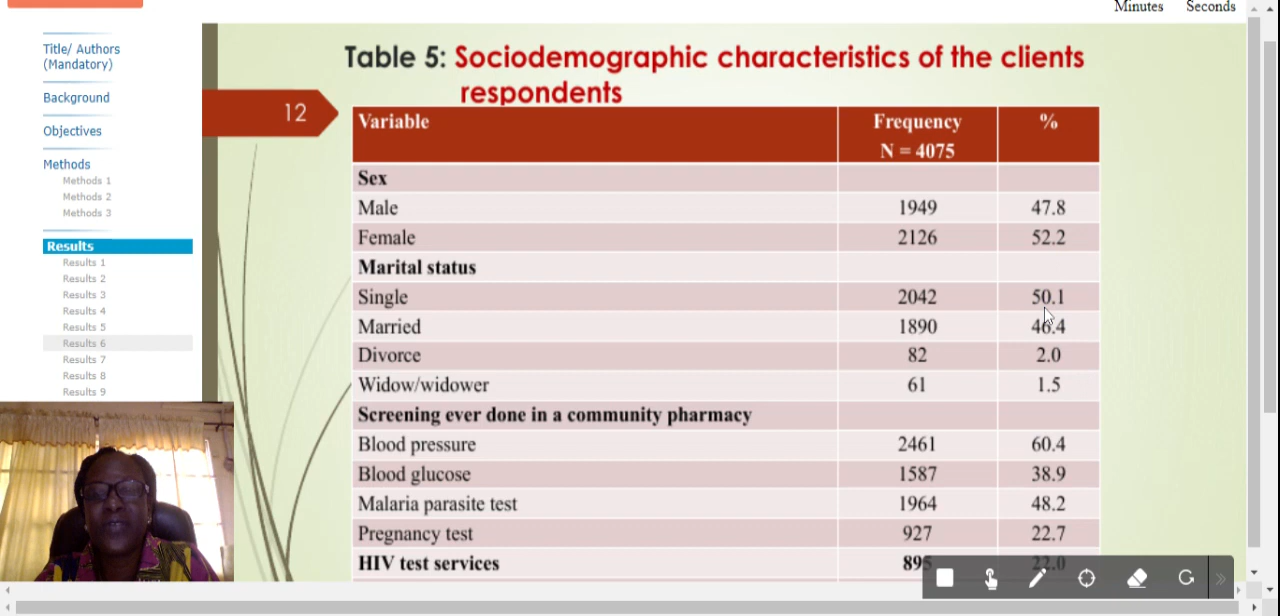 Minutes Seconds
Title/ Authors
(Mandatory)
Background
Objectives
Methods
Methods 1
Methods 2
Methods 3
Results
Results 1
Results 2
Results 3
Results 4
Results 5
Results 6
Results 7
Results 8
Results 9
Table 5: Sociodemographic characteristics of the clients
respondents
12
Variable Frequency %
N = 4075
Sex
Male 1949 47.8
Female 2126 52.2
Marital status
Single 2042 50.1
Married 1890 46.4
Divorce 82 2.0
Widow/widower 61 1.5
Screening ever done in a community pharmacy
Blood pressure 2461 60.4
Blood glucose 1587 38.9
Malaria parasite test 1964 48.2
Pregnancy test 927 22.7
HIV test services 895 22.0